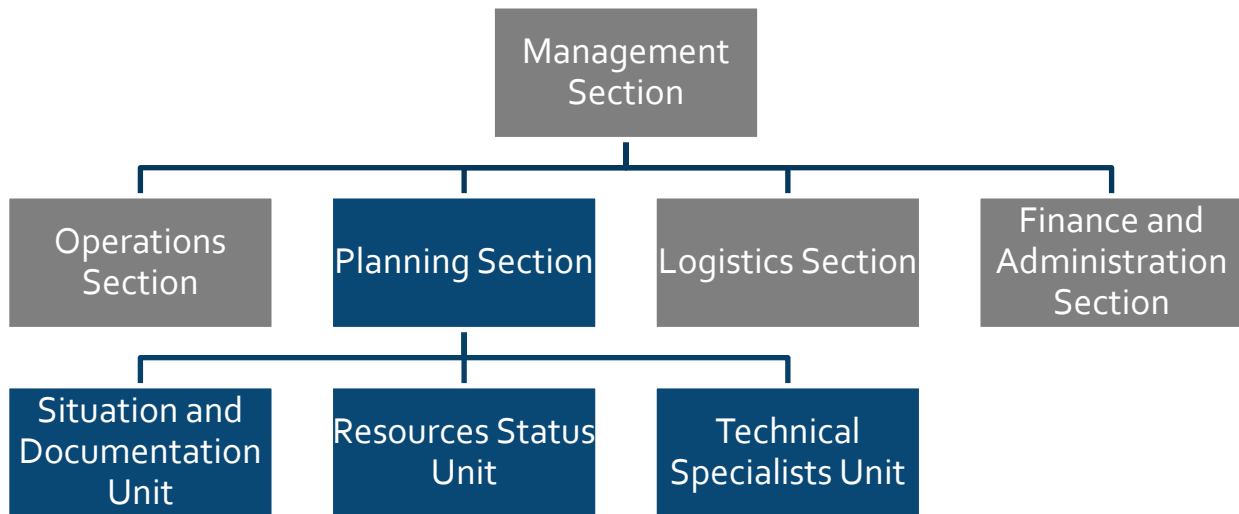 Management
Section
Operations
Section
Planning Section
Logistics Section
Finance and
Administration
Section
Situation and
Documentation
Unit
Resources Status
Unit
Technical
Specialists Unit